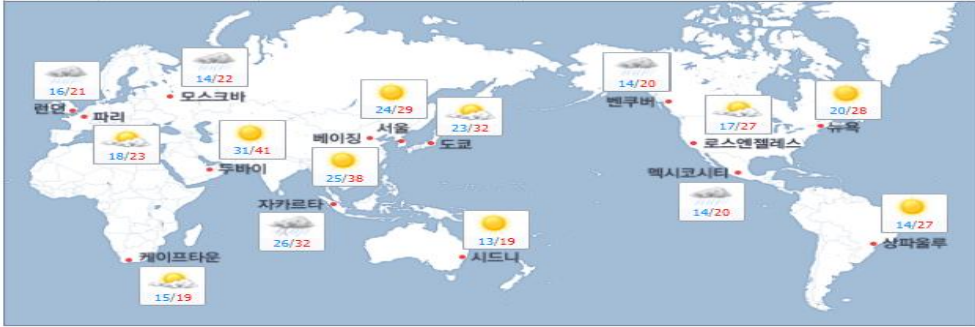 14/22
모스크바
16/21
런던
파리
18/23
31/41
두바이
24/29
서울
베이징
25/38
23/32
도쿄
자카르타
26/32
13/19
시드니
케이프타운
15/19
14/20
벤쿠버
17/27
로스엔젤레스
20/28
뉴욕
멕시코시티
14/20
14/27
상파울루